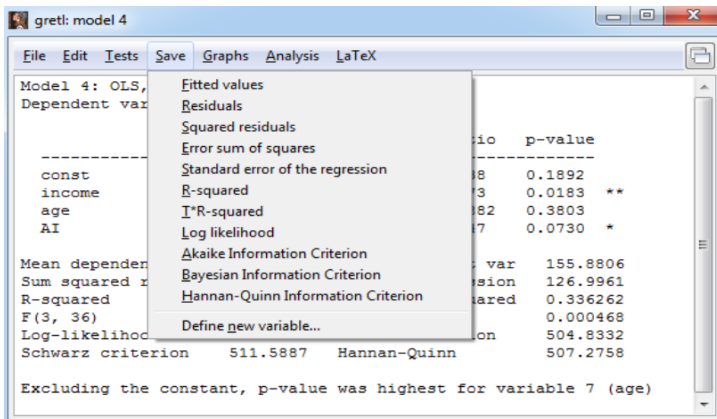 gretl: model 4
File Edit Tests Save Graphs Analysis LaTeX
Model 4: OLS,
Dependent var
Fitted values
Residuals
Squared residuals
Error sum of squares
Standard error of the regression
R-squared
T*R-squared
Log likelihood
Akaike Information Criterion
Bayesian Information Criterion
Hannan-Quinn Information Criterion
Define new variable...
io p-value
const 8 0.1892
income 73 0.0183 **
age 382 0.3803
AI 47 0.0730 *
Mean dependen var 155.8806
Sum squared r sion 126.9961
R-squared ared 0.336262
F(3, 36) 0.000468
Log-likelihoo on 504.8332
Schwarz criterion 511.5887 Hannan-Quinn 507.2758
Excluding the constant, p-value was highest for variable 7 (age)